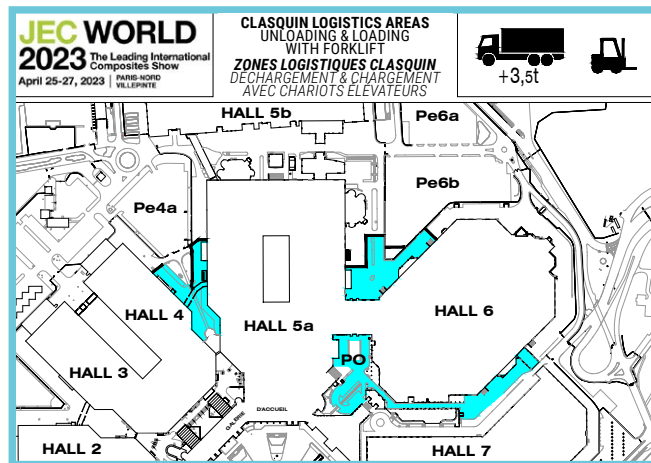 JEC WORLD
2023 The Leading International
Composites Show
April 25-27, 2023 | PARIS-NORD
VILLEPINTE
CLASQUIN LOGISTICS AREAS
UNLOADING & LOADING
WITH FORKLIFT
ZONES LOGISTIQUES CLASQUIN
DÉCHARGEMENT & CHARGEMENT
AVEC CHARIOTS ÉLÉVATEURS
+3,5t
HALL 5b
Pe6a
Pe6b
Pe4a
HALL 4
HALL 5a
HALL 6
PO
HALL 3
GALERIE
D'ACCUEIL
HALL 2
HALL 7